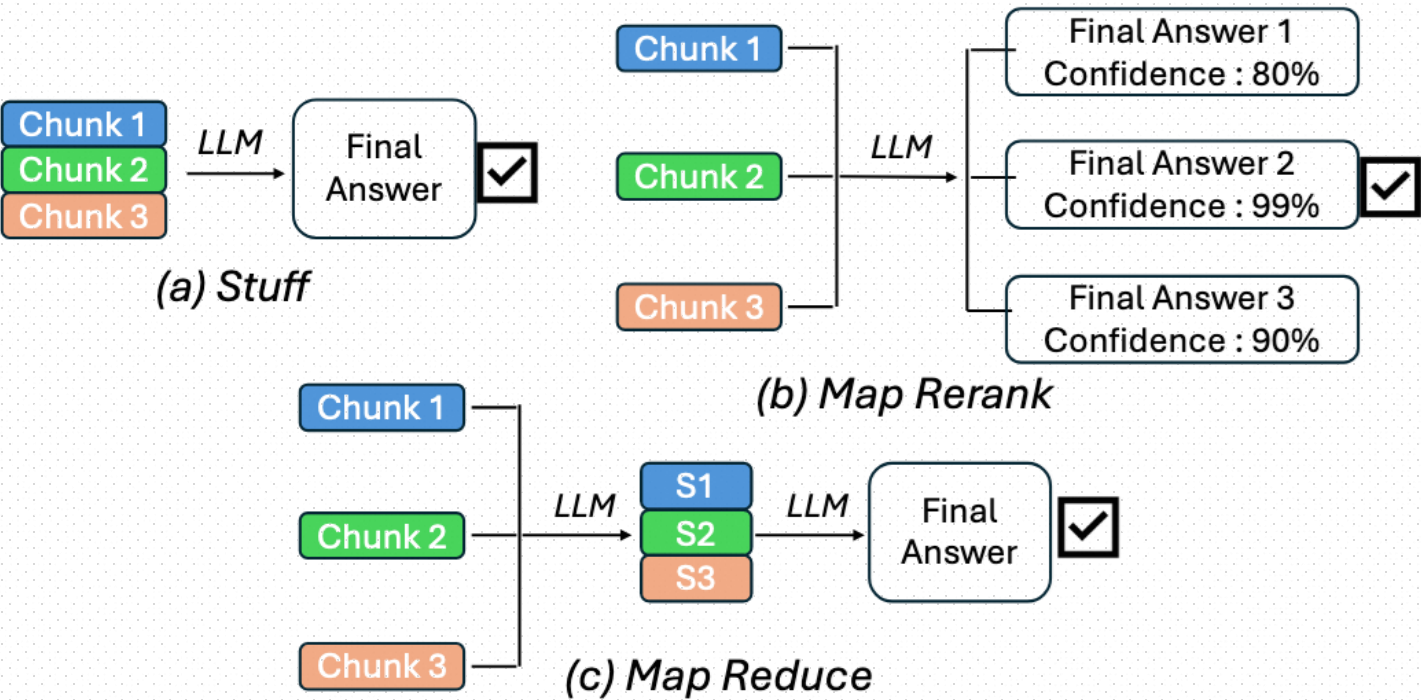 Chunk 1
Chunk 2
Chunk 3
LLM
Final
Answer
(a) Stuff
Chunk 1
Chunk 2
Chunk 3
LLM
Final Answer 1
Confidence : 80%
Final Answer 2
Confidence : 99%
Final Answer 3
Confidence : 90%
(b) Map Rerank
Chunk 1
Chunk 2
Chunk 3
LLM
S1
S2
S3
LLM
Final
Answer
(c) Map Reduce